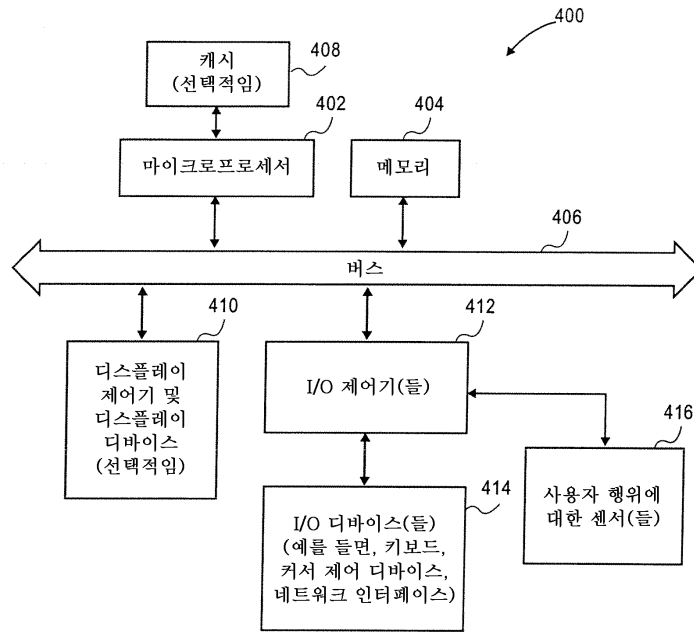 400
캐시
(선택적임)
408
402
마이크로프로세서
404
메모리
406
버스
410
디스플레이
제어기 및
디스플레이
디바이스
(선택적임)
412
I/O 제어기(들)
416
사용자 행위에
대한 센서(들)
414
I/O 디바이스(들)
(예를 들면, 키보드,
커서 제어 디바이스,
네트워크 인터페이스)